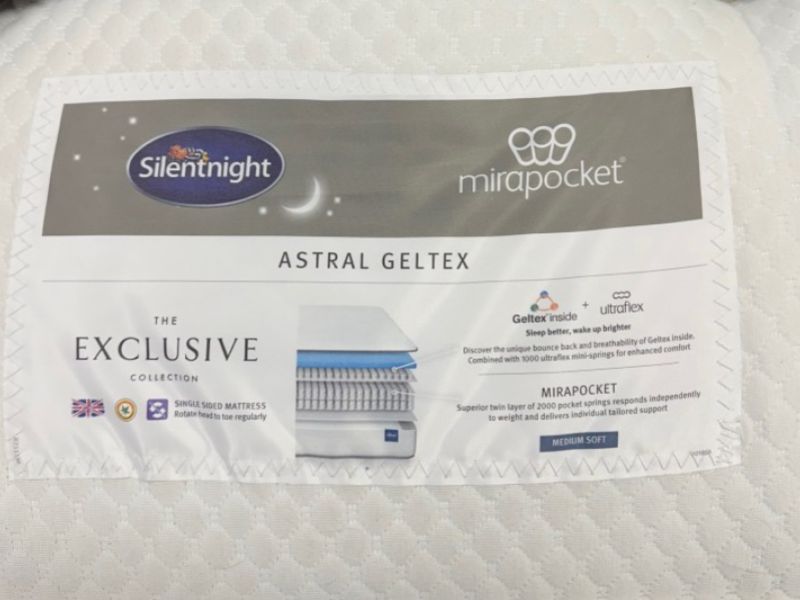 Silentnight
mirapocket®
ASTRAL GELTEX
THE
EXCLUSIVE
COLLECTION
SINGLE SIDED MATTRESS
Rotate head to toe regularly
Geltex® inside + ultraflex
Sleep better, wake up brighter
Discover the unique bounce back and breathability of Geltex Inside.
Combined with 1000 ultraflex mini-springs for enhanced comfort
MIRAPOCKET
Superior twin layer of 2000 pocket springs responds independently
to weight and delivers individual tailored support
MEDIUM SOFT